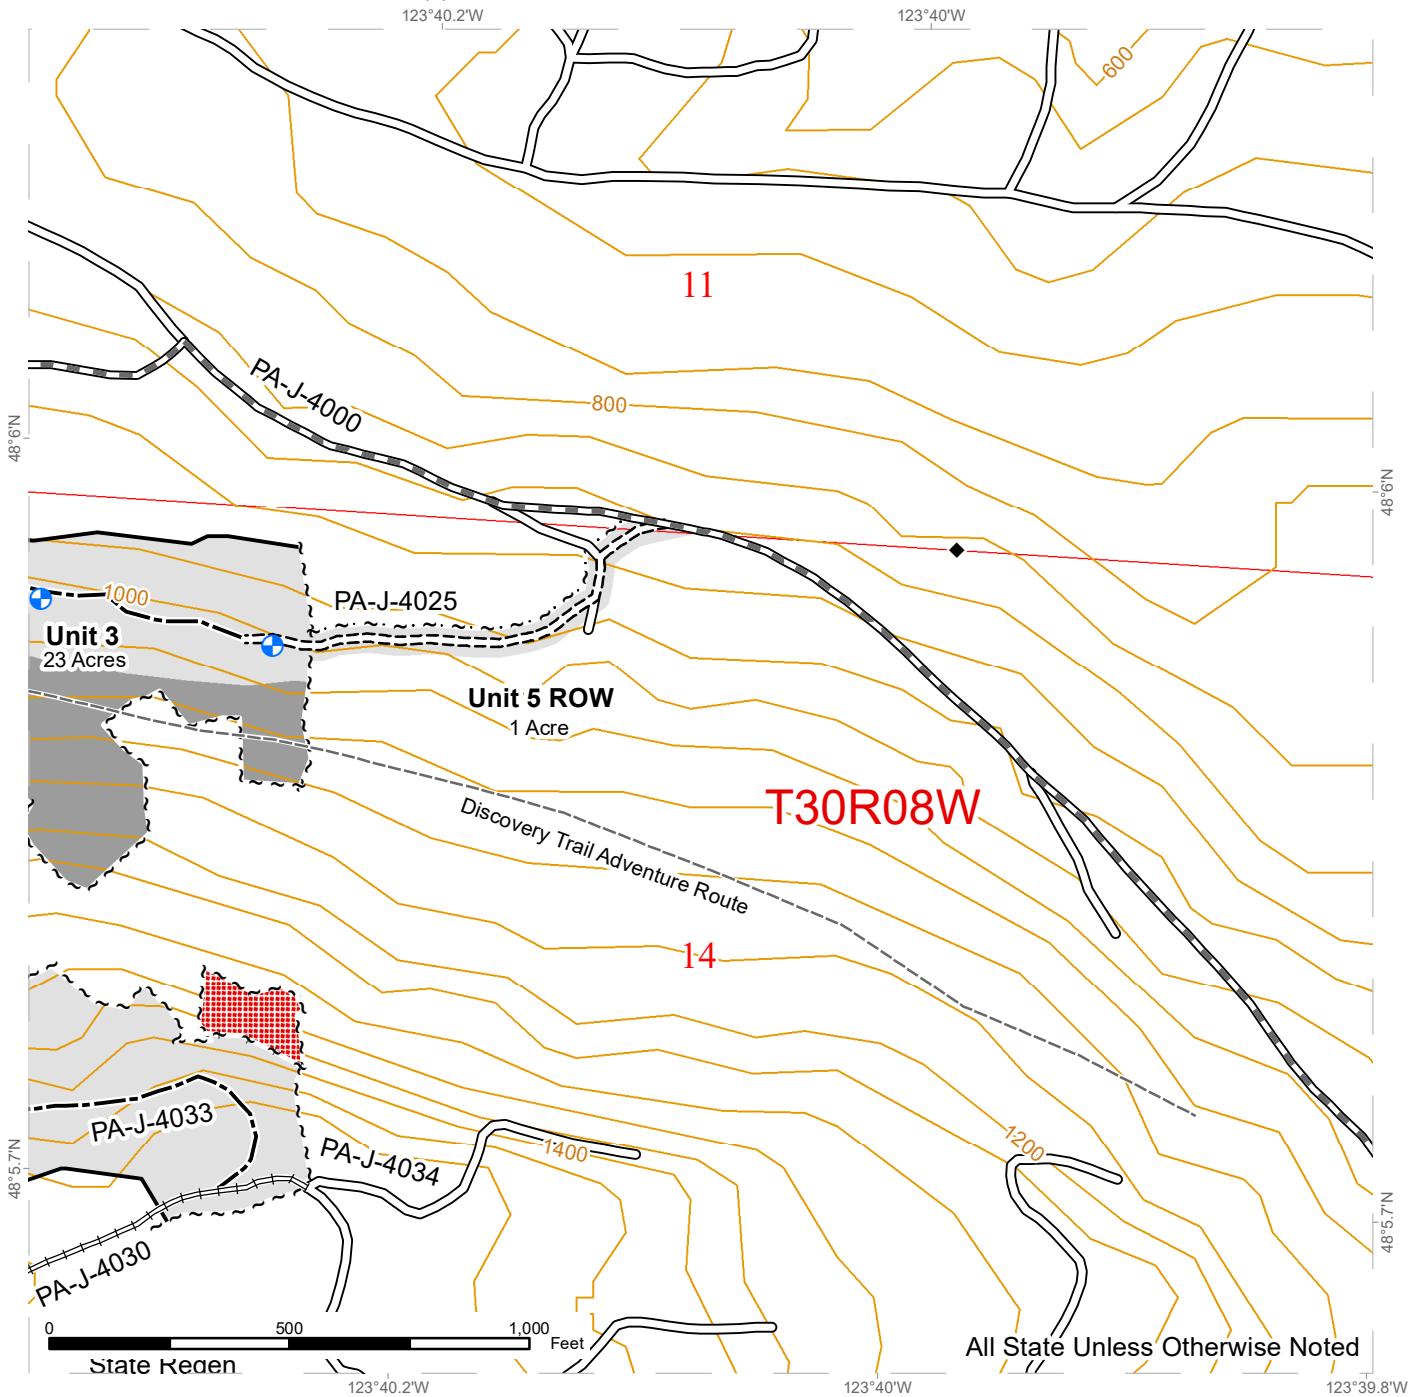 123°40.2'W
123°40'W
600
11
PA-J-4000
800
48°6'N
48°6'N
1000
PA-J-4025
Unit 3
23 Acres
Unit 5 ROW
1 Acre
T30R08W
Discovery Trail Adventure Route
14
PA-J-4033
PA-J-4034
1400
1200
48°5.7'N
48°5.7'N
PA-J-4030
0
500
1,000
Feet
All State Unless Otherwise Noted
State Regen
123°40.2'W
123°40'W
123°39.8'W